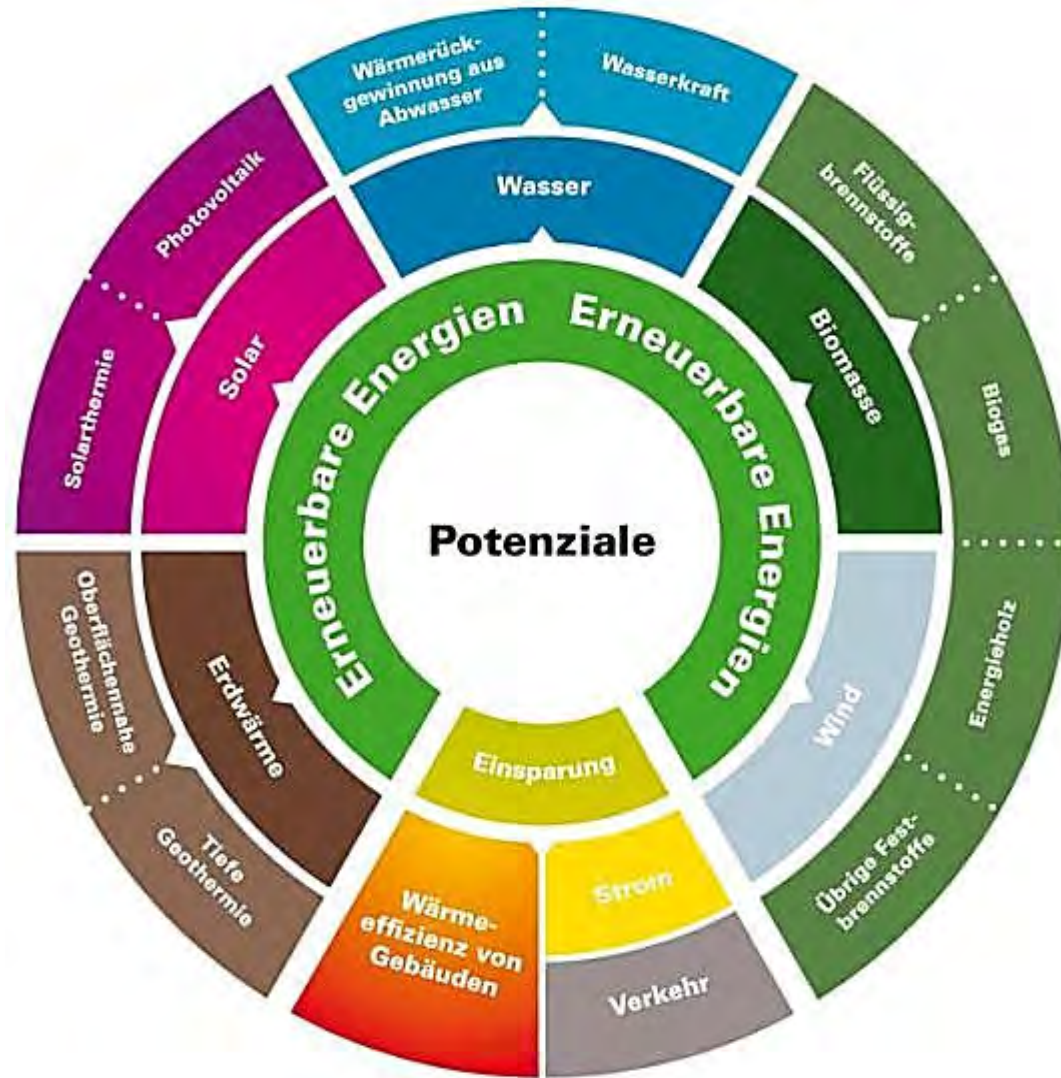 Wärmerück-
gewinnung aus
Abwasser
Wasserkraft
Wasser
Photovoltaik
Solarthermie
Solar
Flüssig-
brennstoffe
Biogas
Energieholz
Übrige Fest-
brennstoffe
Biomasse
Wind
Erneuerbare Energien
Erneuerbare Energien
Potenziale
Oberflächennahe
Geothermie
Tiefe
Geothermie
Erdwärme
Einsparung
Wärme-
effizienz von
Gebäuden
Strom
Verkehr